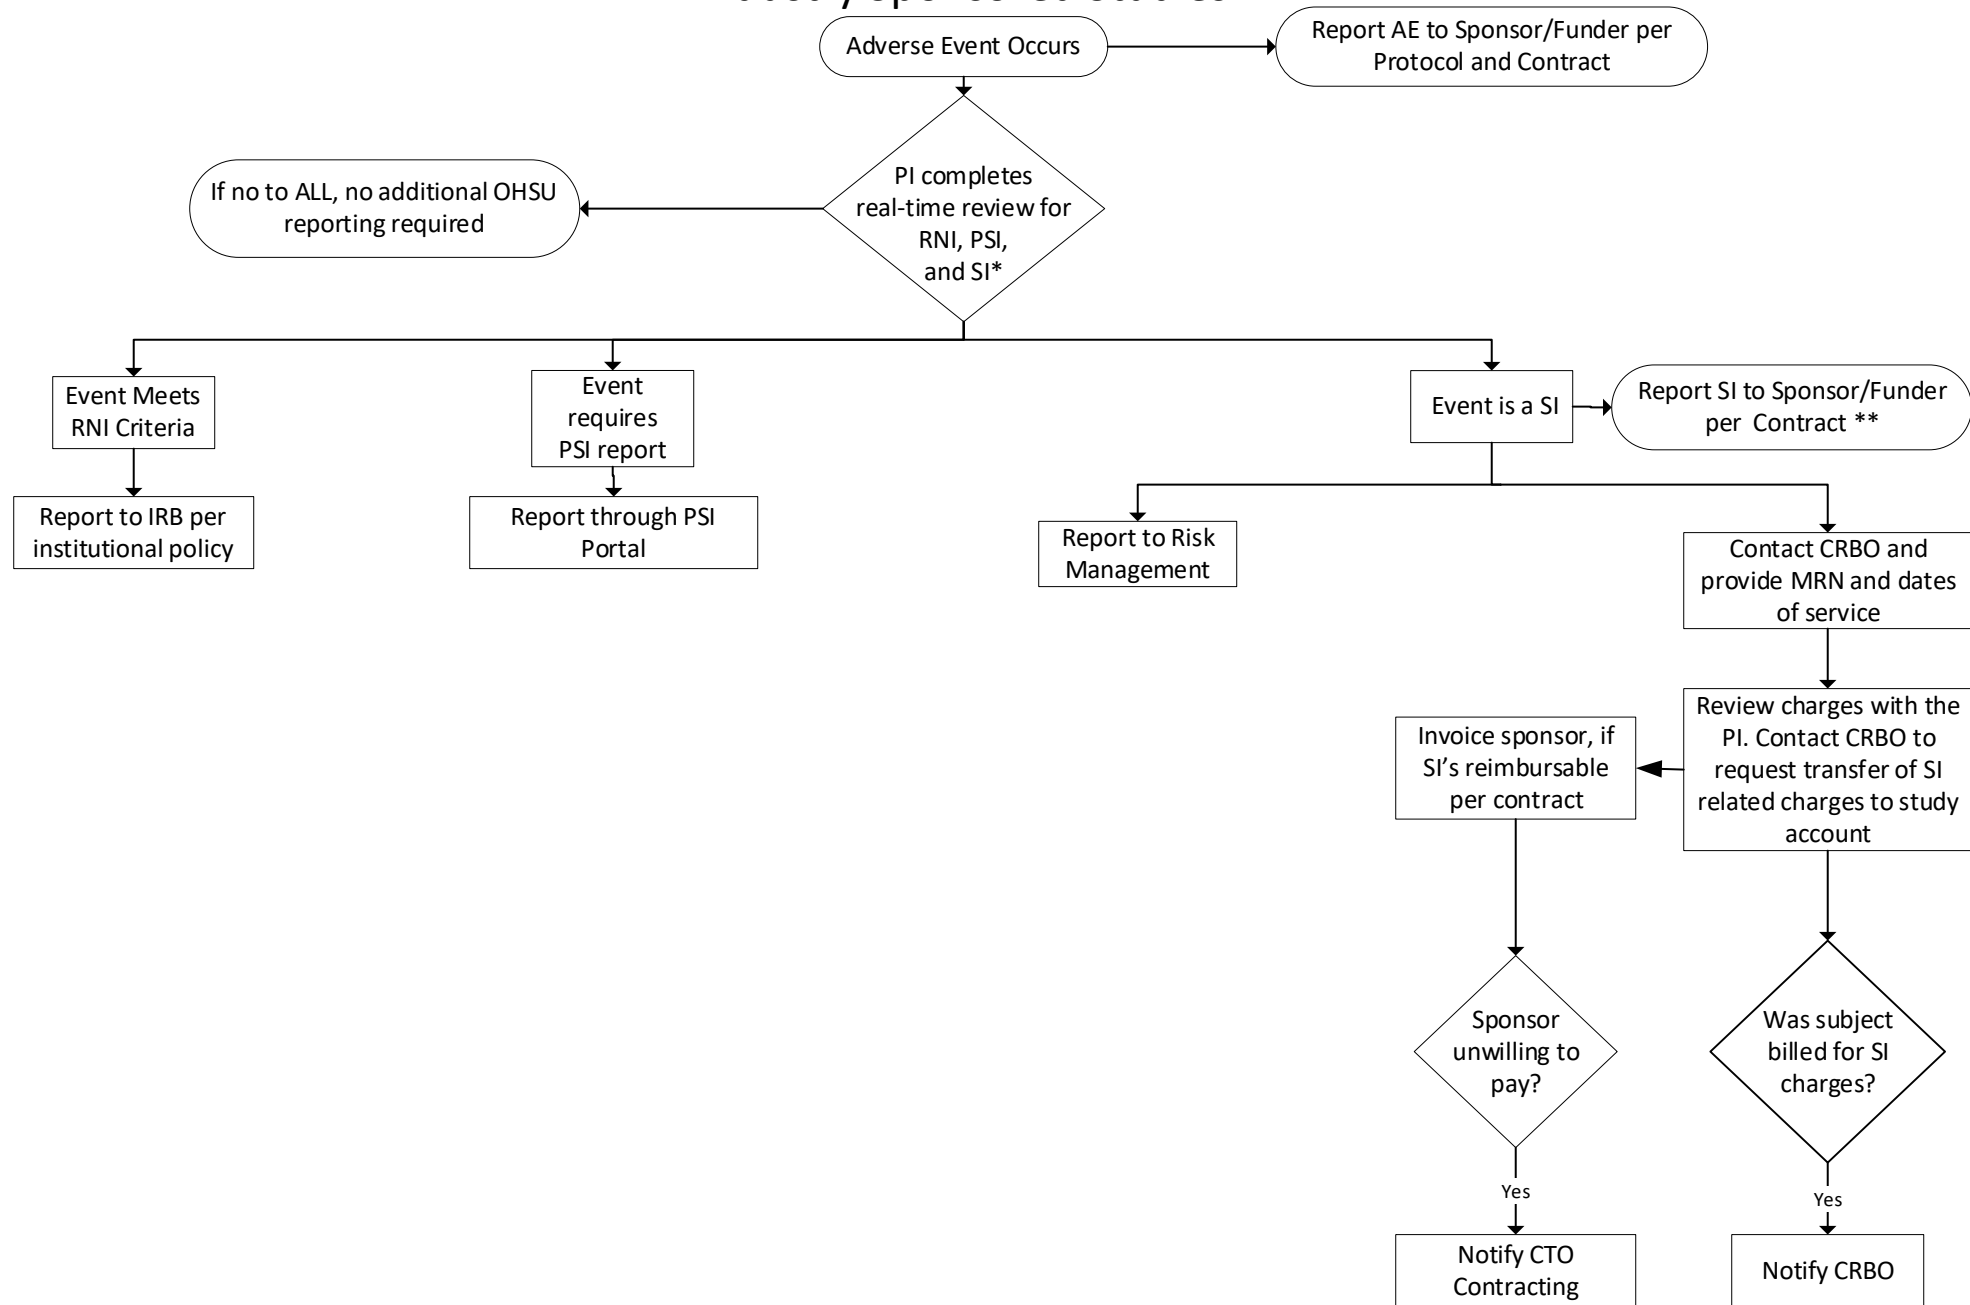 Adverse Event Occurs
Report AE to Sponsor/Funder per
Protocol and Contract
PI completes
real-time review for
RNI, PSI,
and SI*
If no to ALL, no additional OHSU
reporting required
Event Meets
RNI Criteria
Event
requires
PSI report
Event is a SI
Report SI to Sponsor/Funder
per Contract **
Report to IRB per
institutional policy
Report through PSI
Portal
Report to Risk
Management
Contact CRBO and
provide MRN and dates
of service
Review charges with the
PI. Contact CRBO to
request transfer of SI
related charges to study
account
Invoice sponsor, if
SI’s reimbursable
per contract
Sponsor
unwilling to
pay?
Was subject
billed for SI
charges?
Yes
Yes
Notify CTO
Contracting
Notify CRBO